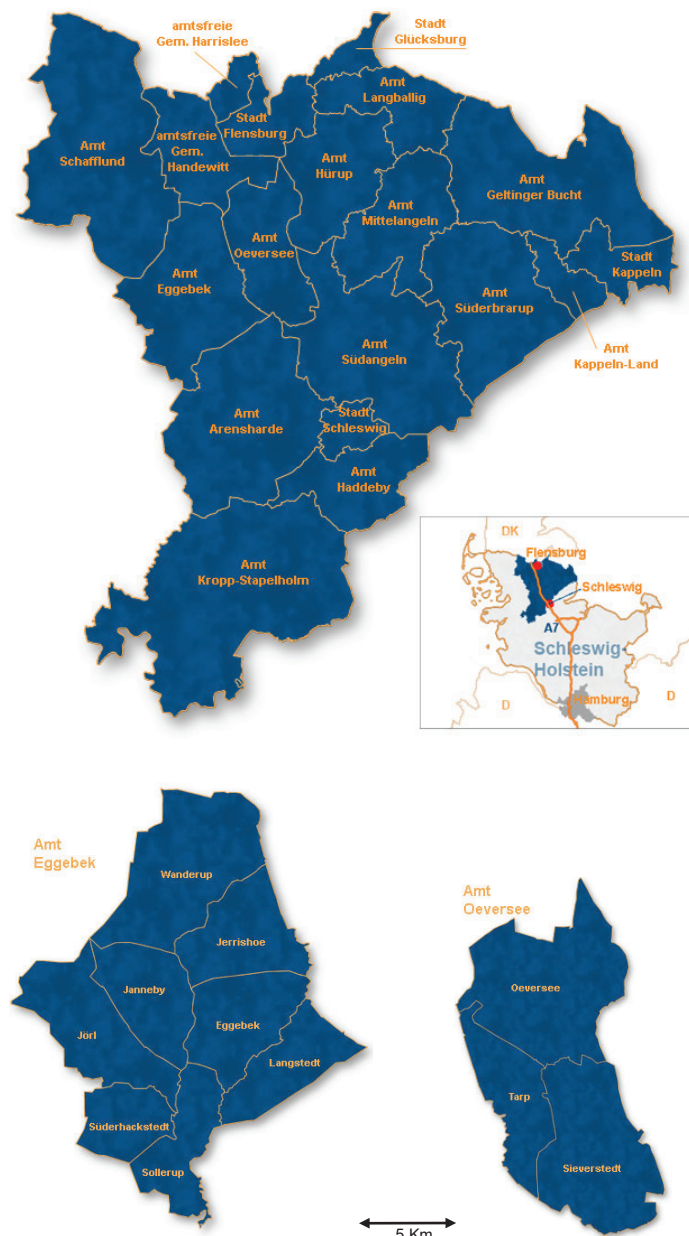 amtsfreie
Gem. Harrislee
Stadt
Glücksburg
Amt
Langballig
Stadt
Flensburg
amtsfreie
Gem.
Handewitt
Amt
Schafflund
Amt
Hürup
Amt
Geltinger Bucht
Amt
Mittelangeln
Amt
Oeversee
Stadt
Kappeln
Amt
Eggebek
Amt
Süderbrarup
Amt
Südangeln
Amt
Kappeln-Land
Stadt
Schleswig
Amt
Arensharde
Amt
Haddeby
Amt
Kropp-Stapelholm
DK
Flensburg
Schleswig
A7
Schleswig-
Holstein
Hamburg
D
D
Amt
Eggebek
Wanderup
Jerrishoe
Janneby
Eggebek
Jörl
Langstedt
Süderhackstedt
Sollerup
Amt
Oeversee
Oeversee
Tarp
Sieverstedt
5 Km